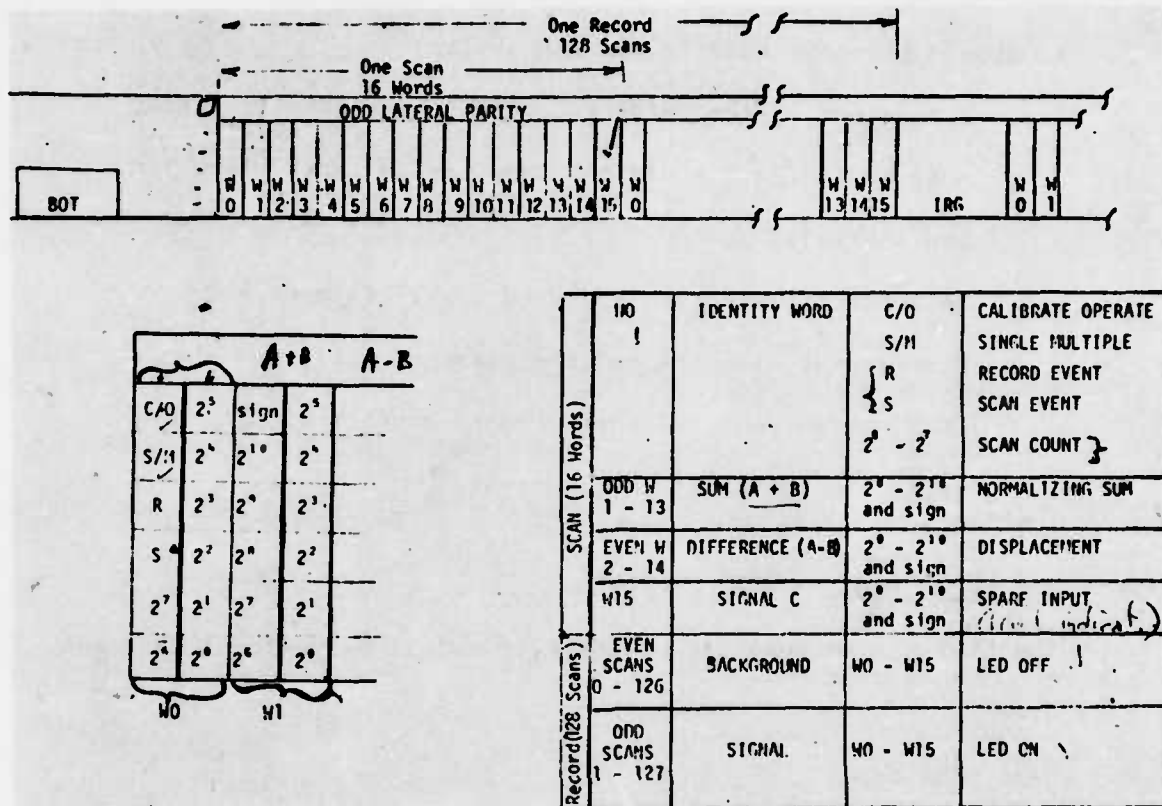 One Record
128 Scans
One Scan
16 Words
ODD LATERAL PARITY
BOT
W 0 W 1 W 2 W 3 W 4 W 5 W 6 W 7 W 8 W 9 W 10 W 11 W 12 W 13 W 14 W 15 W 0
W 13 W 14 W 15 IRG W 0 W 1
A+B A-B
C/O 2⁵ sign 2⁵
S/M 2⁴ 2¹⁰ 2⁴
R 2³ 2⁹ 2³
S 2² 2⁸ 2²
2⁷ 2¹ 2⁷ 2¹
2⁶ 2⁰ 2⁶ 2⁰
W0 W1
SCAN (16 Words)
W0 IDENTITY WORD C/O CALIBRATE OPERATE
S/M SINGLE MULTIPLE
R RECORD EVENT
S SCAN EVENT
2⁰ - 2⁷ SCAN COUNT
ODD W SUM (A + B) 2⁰ - 2¹⁰ NORMALIZING SUM
1 - 13 and sign
EVEN W DIFFERENCE (A-B) 2⁰ - 2¹⁰ DISPLACEMENT
2 - 14 and sign
W15 SIGNAL C 2⁰ - 2¹⁰ SPARE INPUT
and sign
Record(128 Scans)
EVEN
SCANS BACKGROUND W0 - W15 LED OFF
0 - 126
ODD
SCANS SIGNAL W0 - W15 LED ON
1 - 127